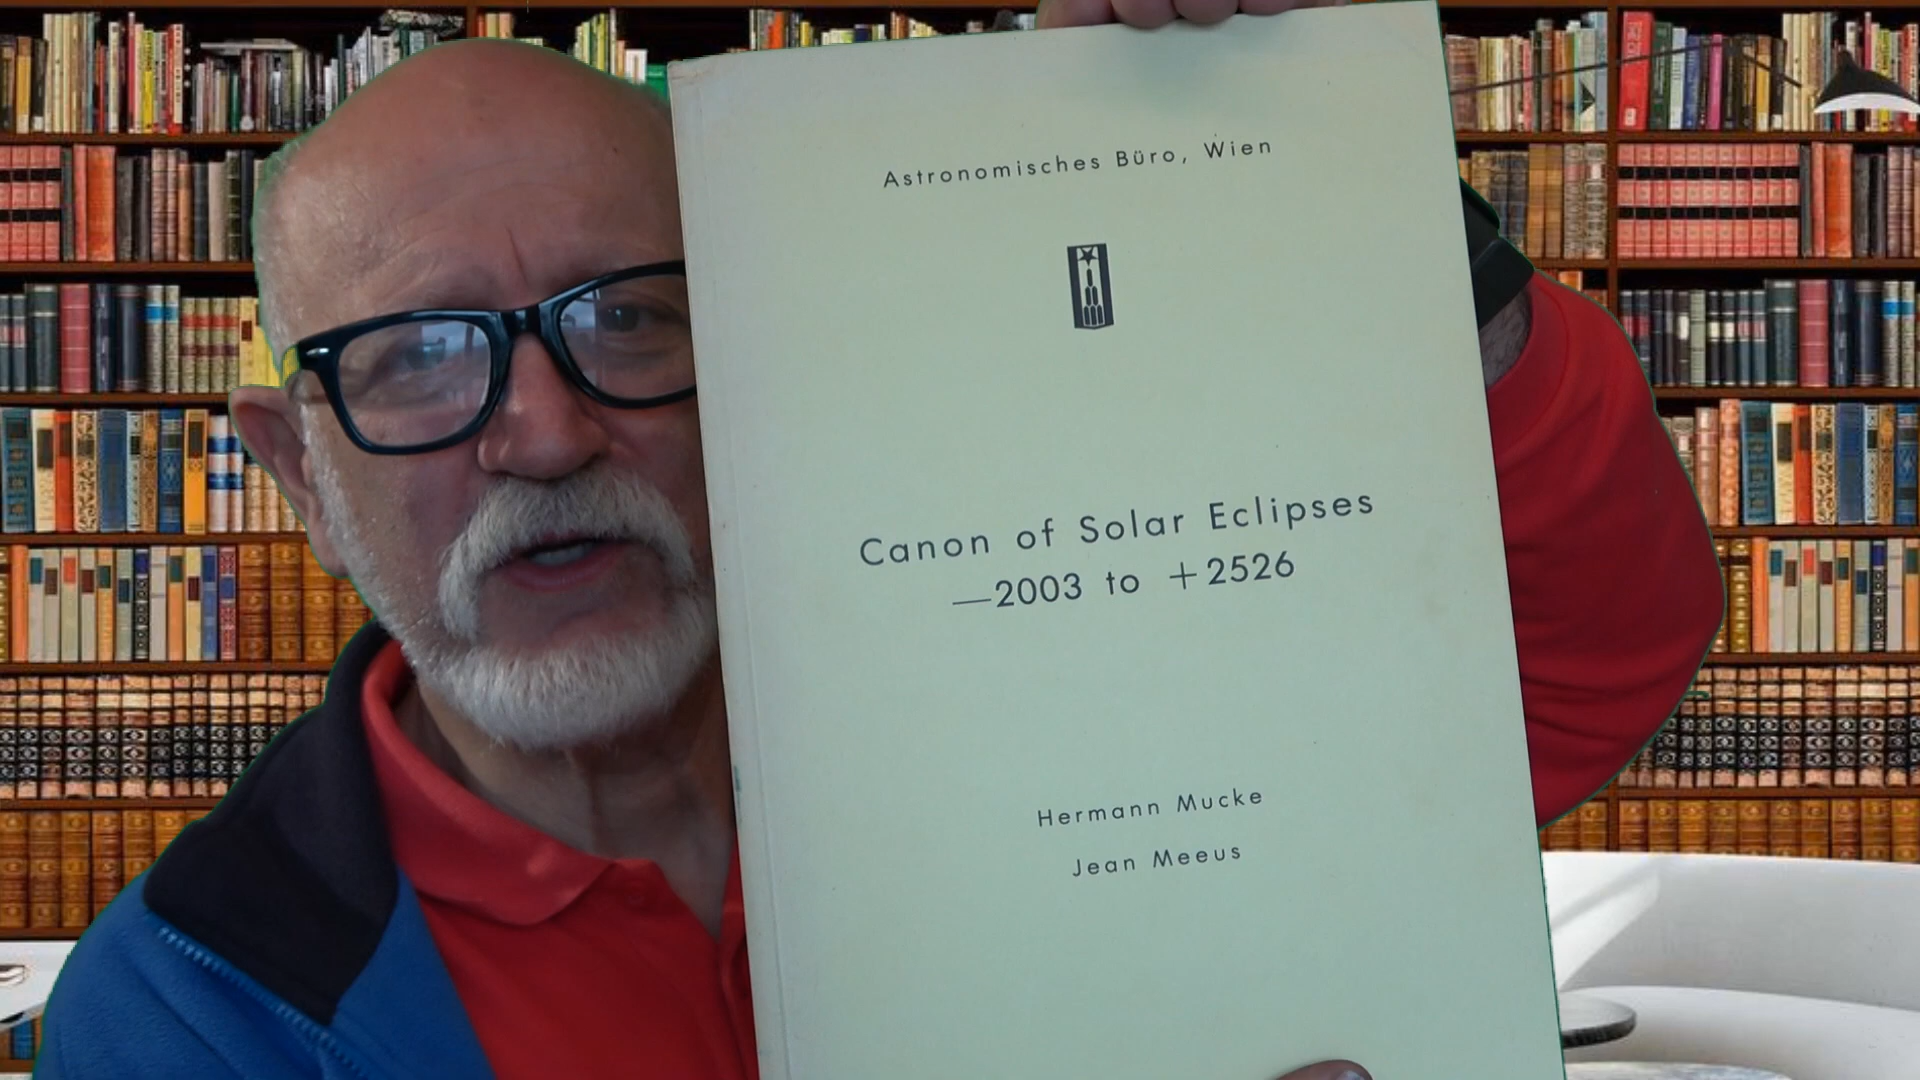 Astronomisches Büro, Wien
Canon of Solar Eclipses
—2003 to +2526
Hermann Mucke
Jean Meeus